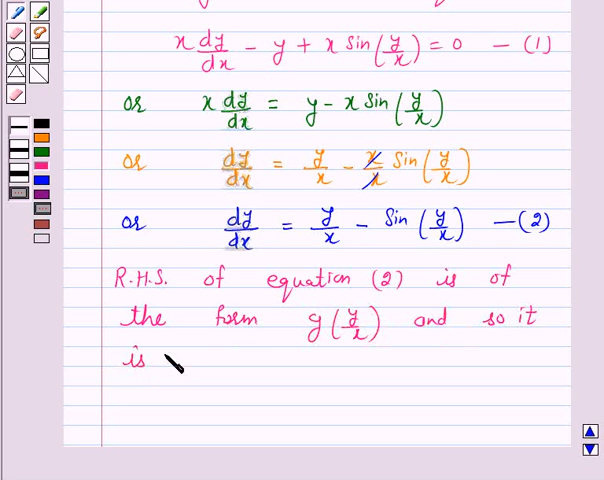 x dy/dx - y + x sin(y/x) = 0 - (1)
or x dy/dx = y - x sin(y/x)
or dy/dx = y/x - x/x sin(y/x)
or dy/dx = y/x - sin(y/x) - (2)
R.H.S. of equation (2) is of
the form g(y/x) and so it
is